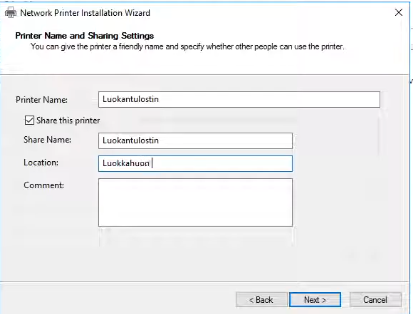 Network Printer Installation Wizard
Printer Name and Sharing Settings
You can give the printer a friendly name and specify whether other people can use the printer.
Printer Name: Luokantulostin
Share this printer
Share Name: Luokantulostin
Location: Luokkahuon
Comment:
< Back Next > Cancel